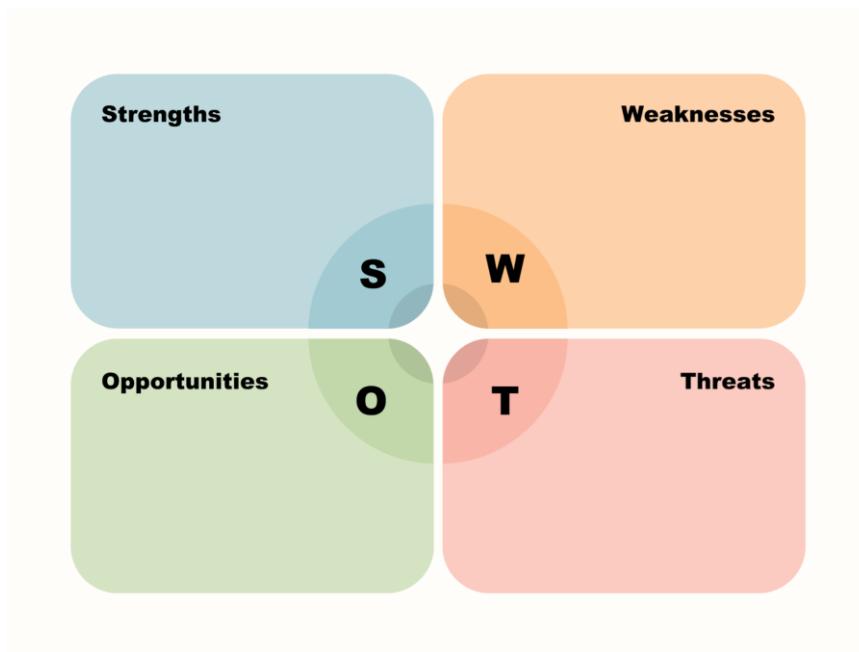 Strengths
Weaknesses
S
W
Opportunities
Threats
O
T